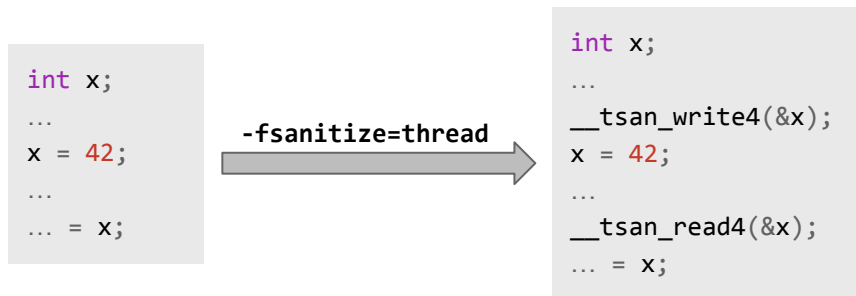 int x;
…
x = 42;
…
… = x;
-fsanitize=thread
int x;
…
__tsan_write4(&x);
x = 42;
…
__tsan_read4(&x);
… = x;